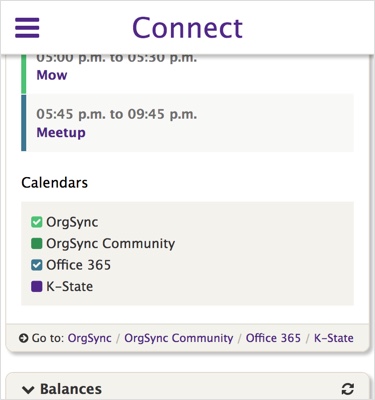 Connect
05:00 p.m. to 05:30 p.m.
Mow
05:45 p.m. to 09:45 p.m.
Meetup
Calendars
OrgSync
OrgSync Community
Office 365
K-State
Go to: OrgSync / OrgSync Community / Office 365 / K-State
Balances